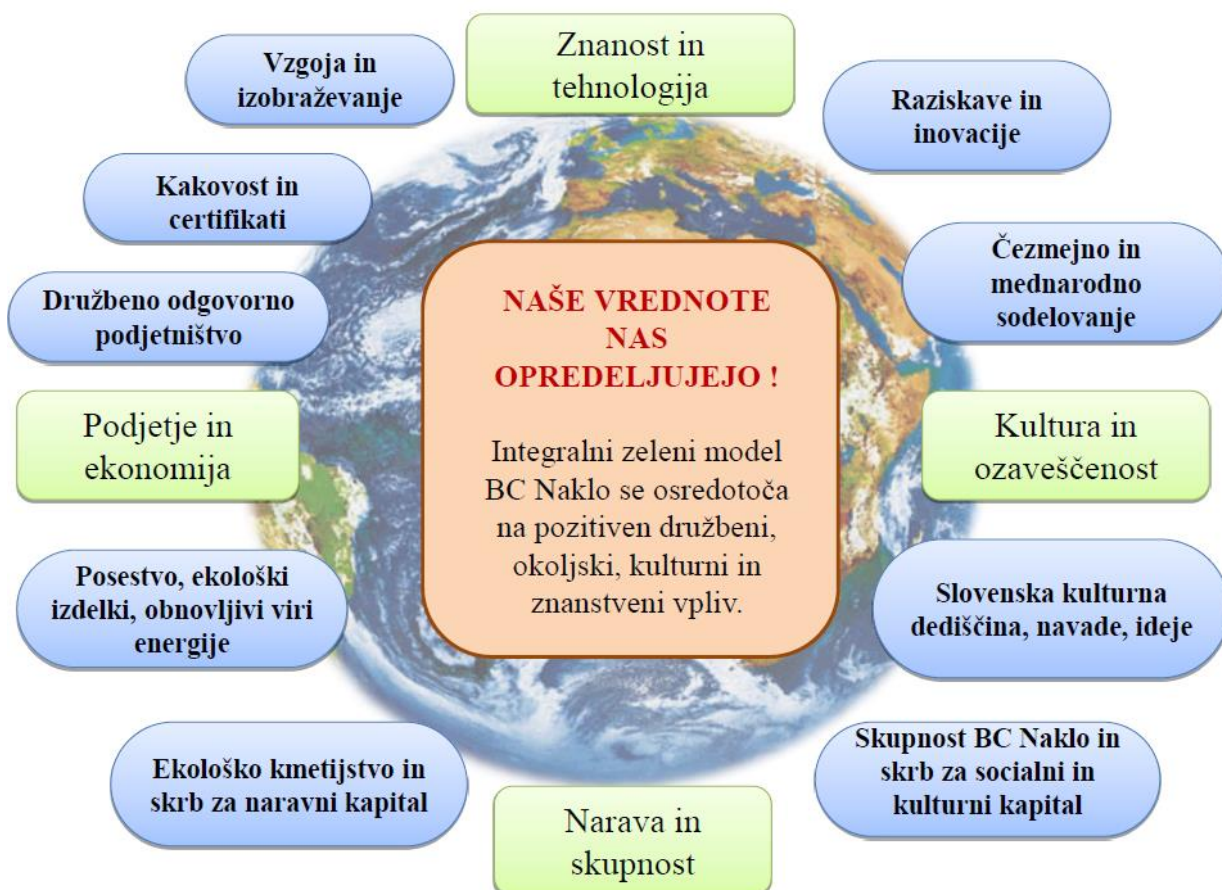 Znanost in
tehnologija
Vzgoja in
izobraževanje
Raziskave in
inovacije
Kakovost in
certifikati
Čezmejno in
mednarodno
sodelovanje
Družbeno odgovorno
podjetništvo
NAŠE VREDNOTE
NAS
OPREDELJUJEJO !
Integralni zeleni model
BC Naklo se osredotoča
na pozitiven družbeni,
okoljski, kulturni in
znanstveni vpliv.
Podjetje in
ekonomija
Kultura in
ozaveščenost
Posestvo, ekološki
izdelki, obnovljivi viri
energije
Slovenska kulturna
dediščina, navade, ideje
Ekološko kmetijstvo in
skrb za naravni kapital
Skupnost BC Naklo in
skrb za socialni in
kulturni kapital
Narava in
skupnost